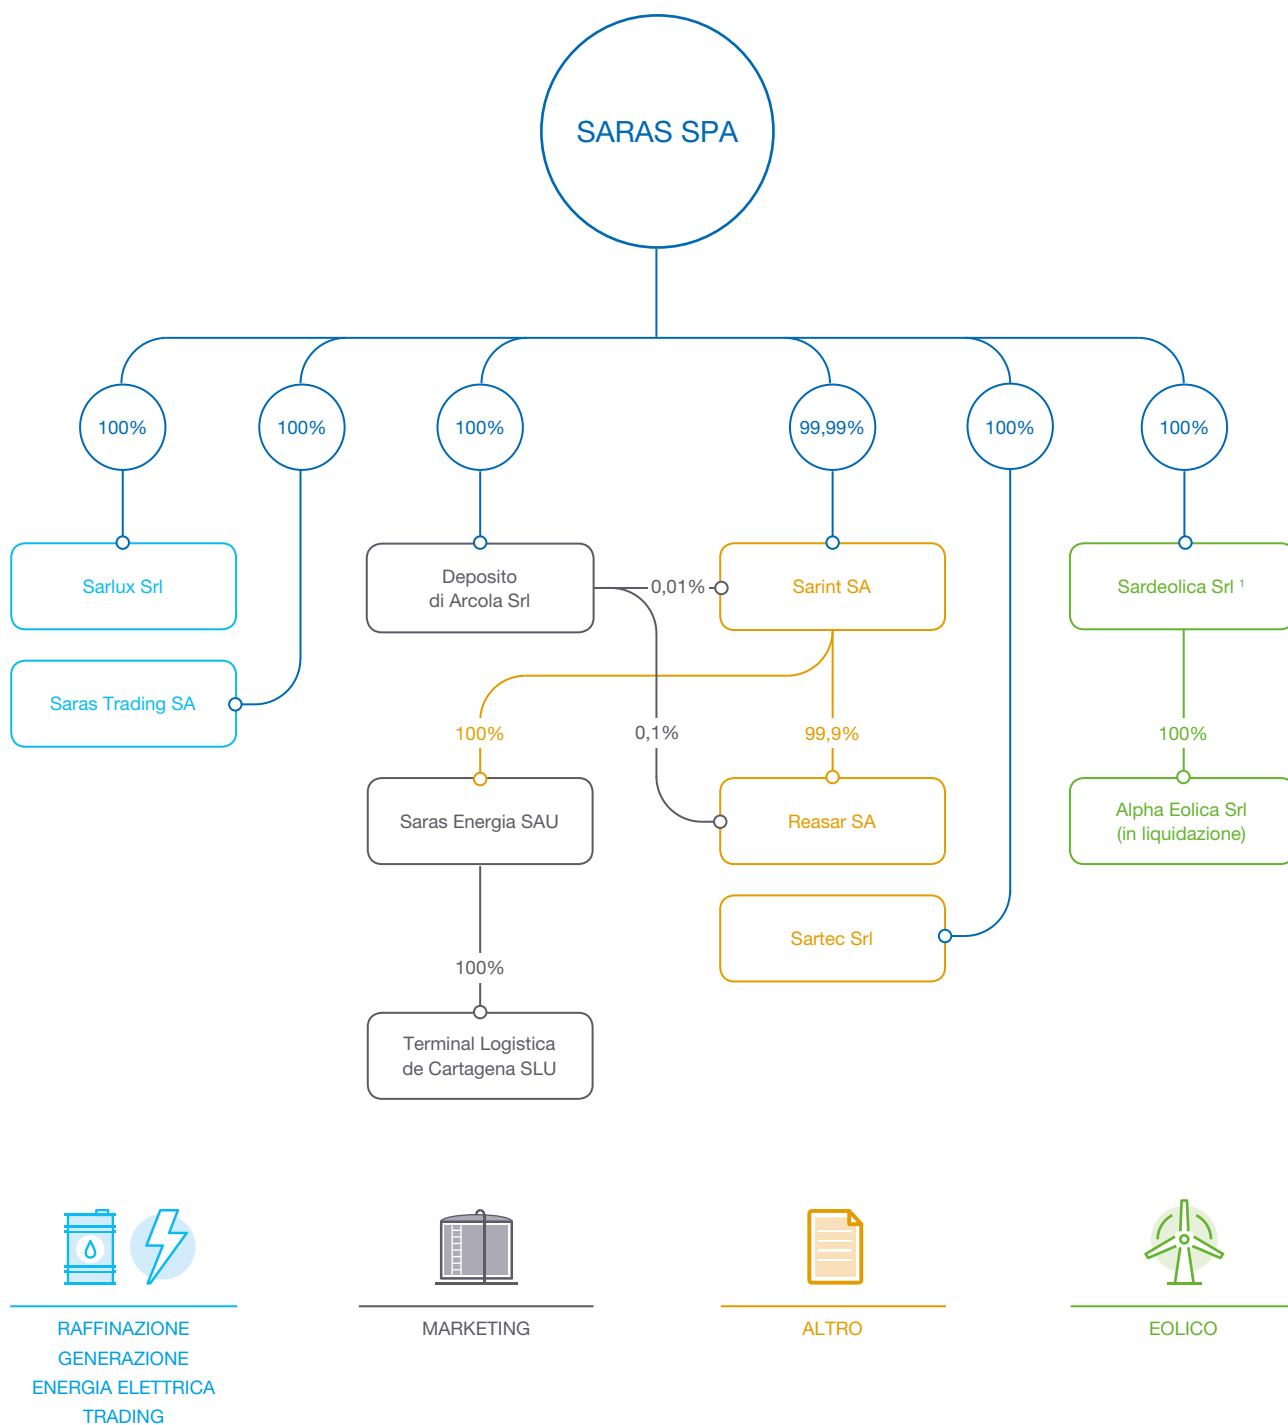 SARAS SPA
100%
100%
100%
99,99%
100%
100%
Sarlux Srl
Deposito
di Arcola Srl
0,01%
Sarint SA
Sardeolica Srl ¹
Saras Trading SA
100%
0,1%
99,9%
100%
Saras Energia SAU
Reasar SA
Alpha Eolica Srl
(in liquidazione)
Sartec Srl
100%
Terminal Logistica
de Cartagena SLU
RAFFINAZIONE
GENERAZIONE
ENERGIA ELETTRICA
TRADING
MARKETING
ALTRO
EOLICO